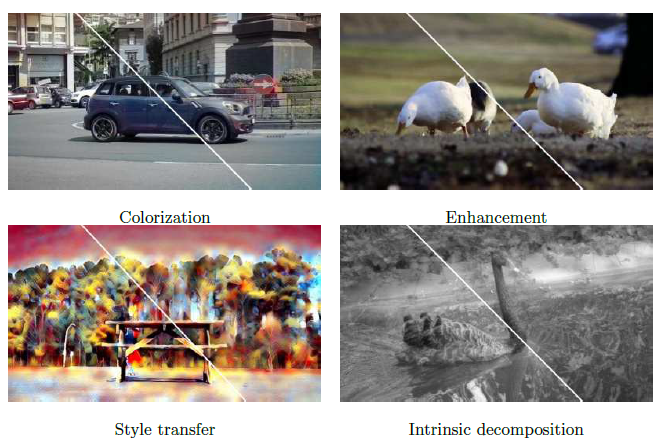 Colorization
Enhancement
Style transfer
Intrinsic decomposition